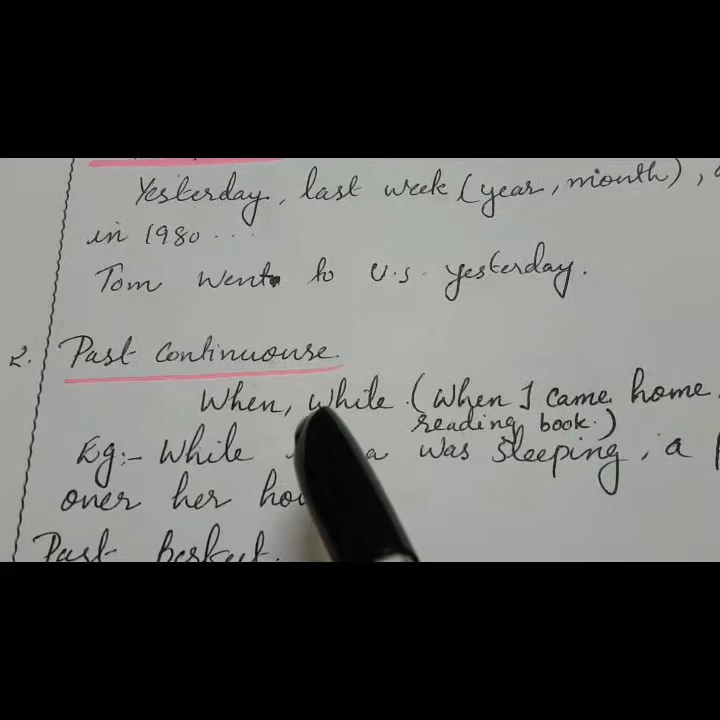 Yesterday, last week (year, month),
in 1980 ...
Tom went to U.S. yesterday.
2. Past Continuouse.
When, While (When I came home
reading book.)
Eg:- While a was sleeping, a
over her
Past